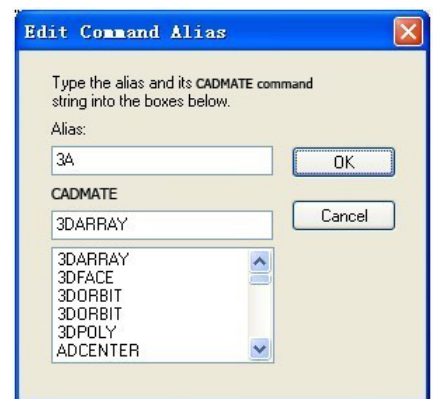 Edit Command Alias
Type the alias and its CADMATE command
string into the boxes below.
Alias:
3A
OK
CADMATE
3DARRAY
Cancel
3DARRAY
3DFACE
3DORBIT
3DORBIT
3DPOLY
ADCENTER